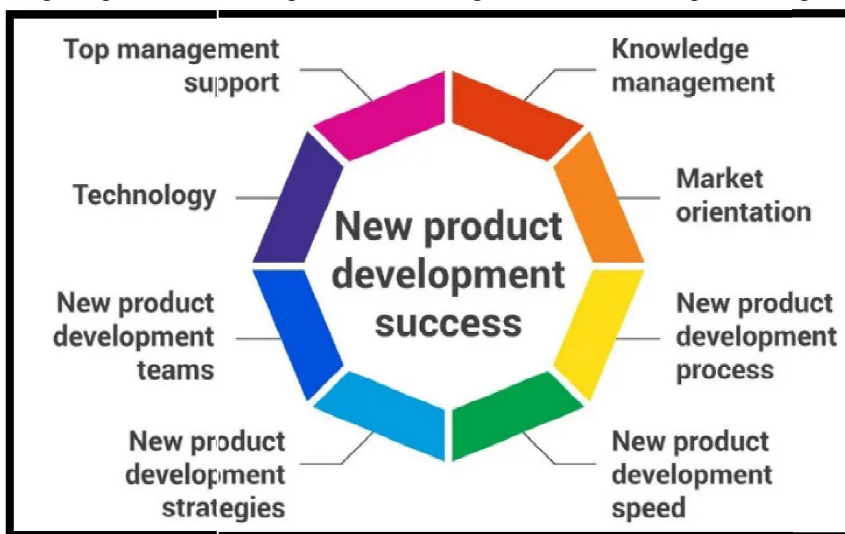 Top management
support
Knowledge
management
Technology
Market
orientation
New product
development
success
New product
development
teams
New product
development
process
New product
development
strategies
New product
development
speed